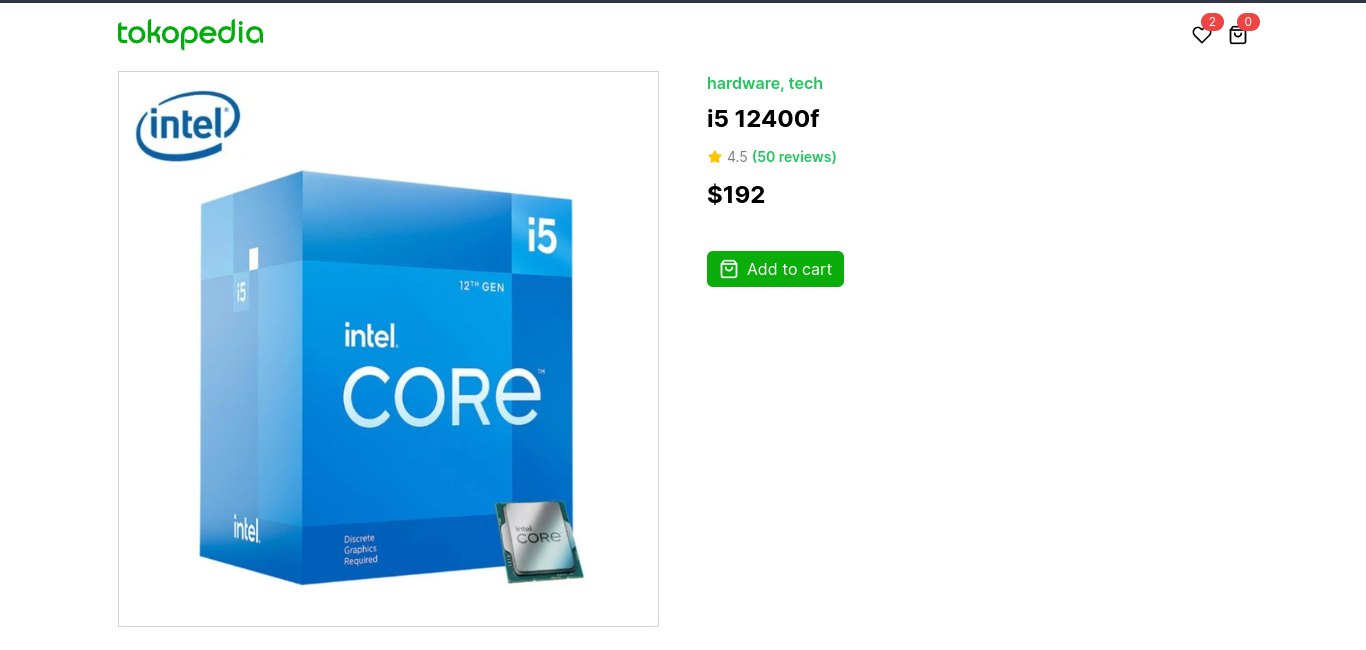 tokopedia
2
0
hardware, tech
i5 12400f
4.5 (50 reviews)
$192
Add to cart
intel®
i5
i5
12TH GEN
intel.
CORE™
intel.
Discrete
Graphics
Required
intel.
CORE